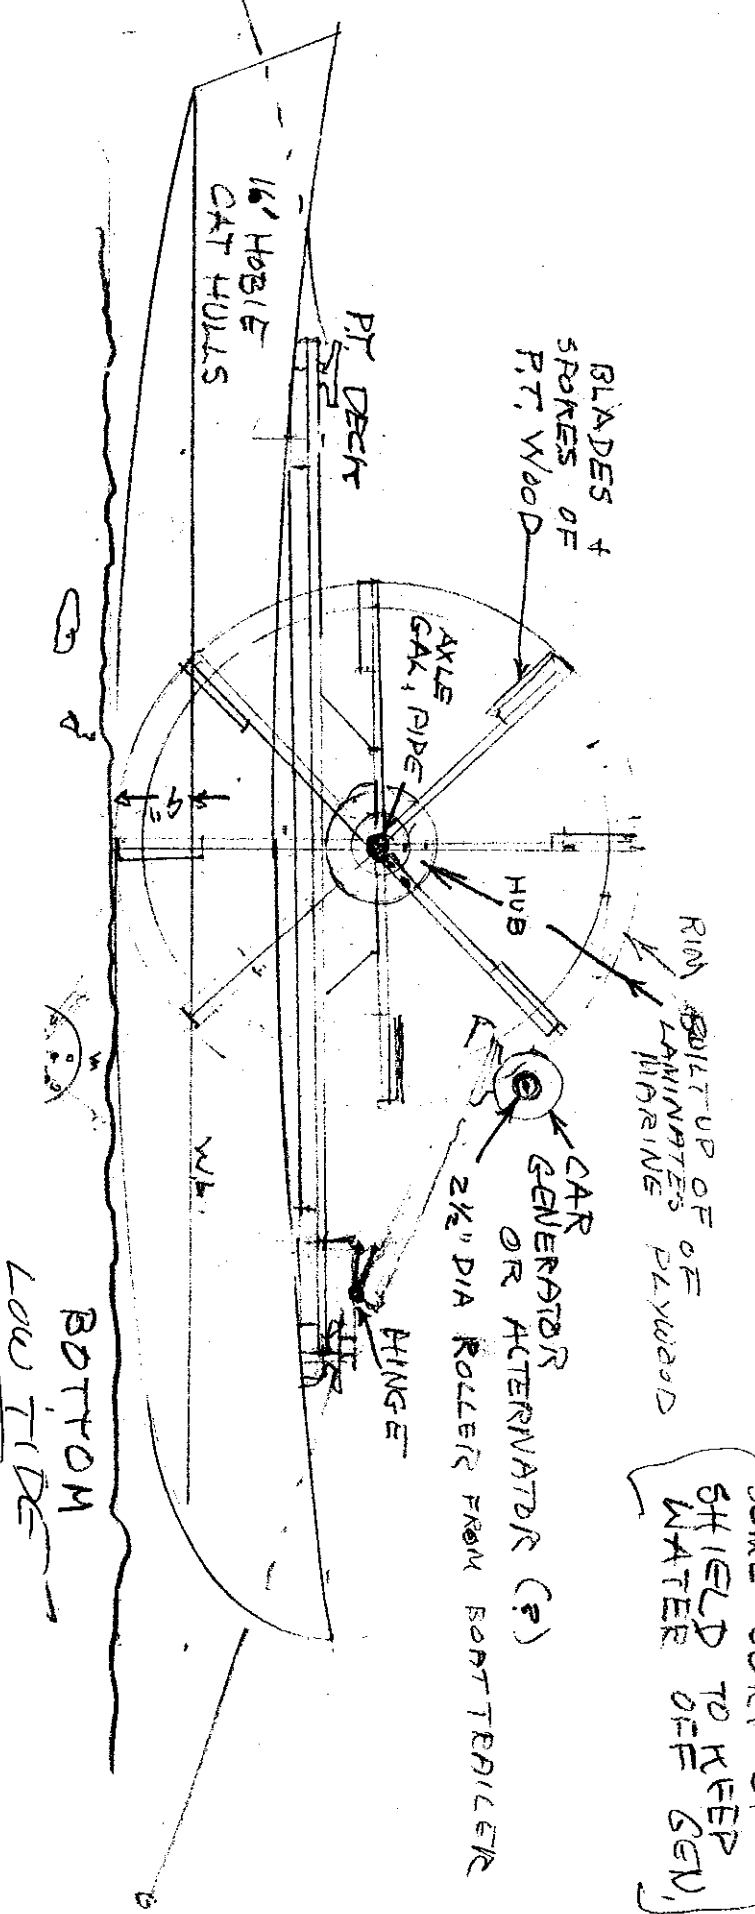 16' HOBIE
CAT HULLS
P.T. DECK
BLADES +
SPOKES OF
P.T. WOOD
AXLE
GAL, PIPE
HUB
RIM BUILT UP OF
LAMINATES OF
MARINE PLYWOOD
CAR
GENERATOR
OR ALTERNATOR (?)
2½" DIA ROLLER FROM BOAT TRAILER
HINGE
SHIELD TO KEEP
WATER OFF GEN,
W.L.
BOTTOM
LOW TIDE